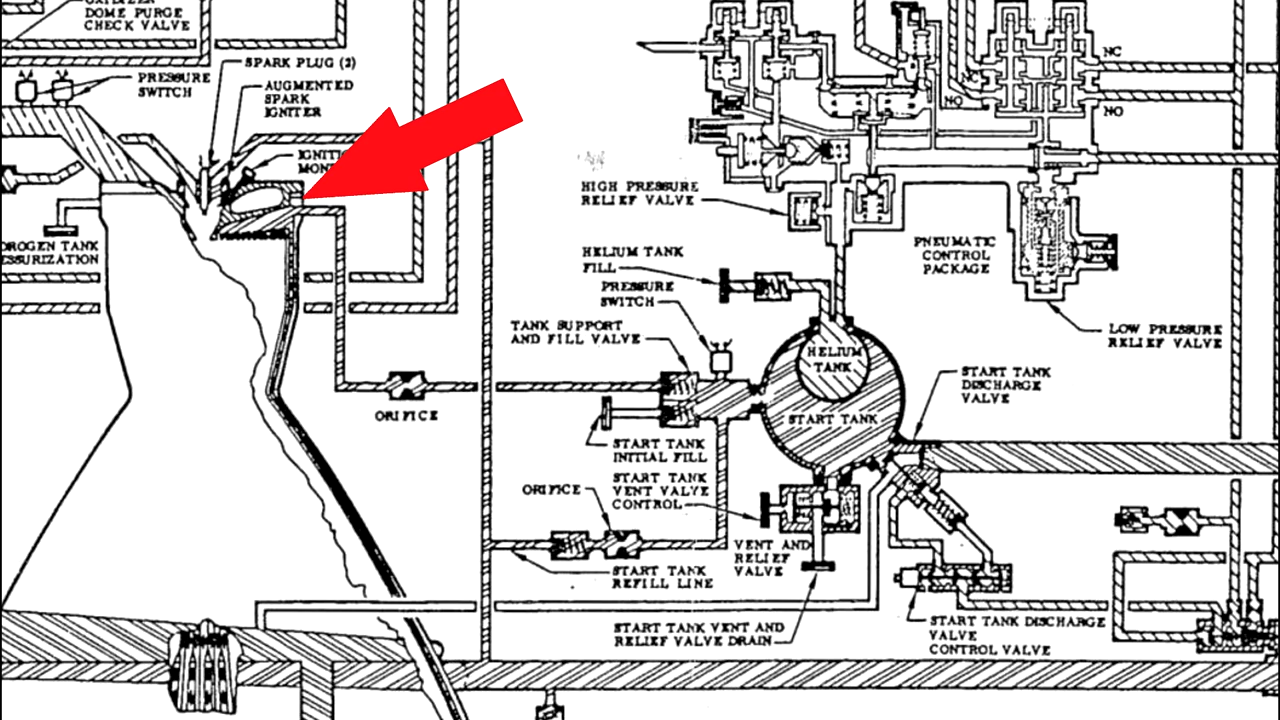 DOME PURGE
CHECK VALVE
PRESSURE
SWITCH
SPARK PLUG (2)
AUGMENTED
SPARK
IGNITER
NC
NC
NO
NO
HIGH PRESSURE
RELIEF VALVE
PNEUMATIC
CONTROL
PACKAGE
HELIUM TANK
FILL
PRESSURE
SWITCH
LOW PRESSURE
RELIEF VALVE
TANK SUPPORT
AND FILL VALVE
HELIUM
TANK
START TANK
START TANK
DISCHARGE
VALVE
ORIFICE
START TANK
INITIAL FILL
START TANK
VENT VALVE
CONTROL
ORIFICE
VENT AND
RELIEF
VALVE
START TANK
REFILL LINE
START TANK VENT AND
RELIEF VALVE DRAIN
START TANK DISCHARGE
VALVE
CONTROL VALVE
TANK